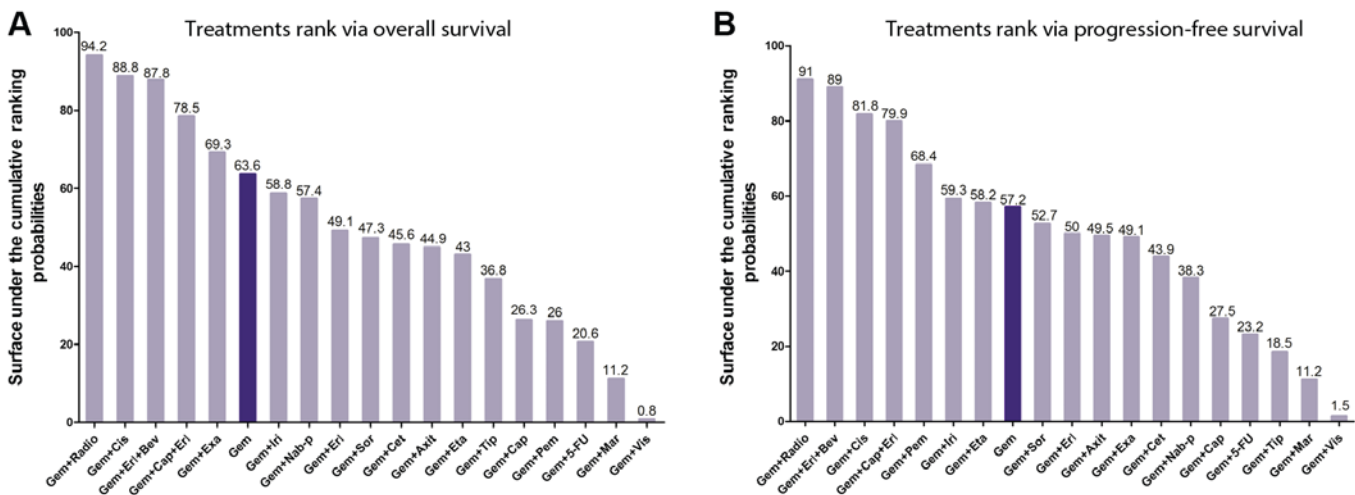 A
Treatments rank via overall survival
Surface under the cumulative ranking
probabilities
100
80
60
40
20
0
94.2
88.8
87.8
78.5
69.3
63.6
58.8
57.4
49.1
47.3
45.6
44.9
43
36.8
26.3
26
20.6
11.2
0.8
Gem+Radio
Gem+Cis
Gem+Eri+Bev
Gem+Cap+Eri
Gem+Exa
Gem
Gem+Iri
Gem+Nab-p
Gem+Eri
Gem+Sor
Gem+Cet
Gem+Axit
Gem+Eta
Gem+Tip
Gem+Cap
Gem+Pem
Gem+5-FU
Gem+Mar
Gem+Vis
B
Treatments rank via progression-free survival
Surface under the cumulative ranking
probabilities
100
80
60
40
20
0
91
89
81.8
79.9
68.4
59.3
58.2
57.2
52.7
50
49.5
49.1
43.9
38.3
27.5
23.2
18.5
11.2
1.5
Gem+Radio
Gem+Eri+Bev
Gem+Cis
Gem+Cap+Eri
Gem+Pem
Gem+Iri
Gem+Eta
Gem
Gem+Sor
Gem+Eri
Gem+Axit
Gem+Exa
Gem+Cet
Gem+Nab-p
Gem+Cap
Gem+5-FU
Gem+Tip
Gem+Mar
Gem+Vis